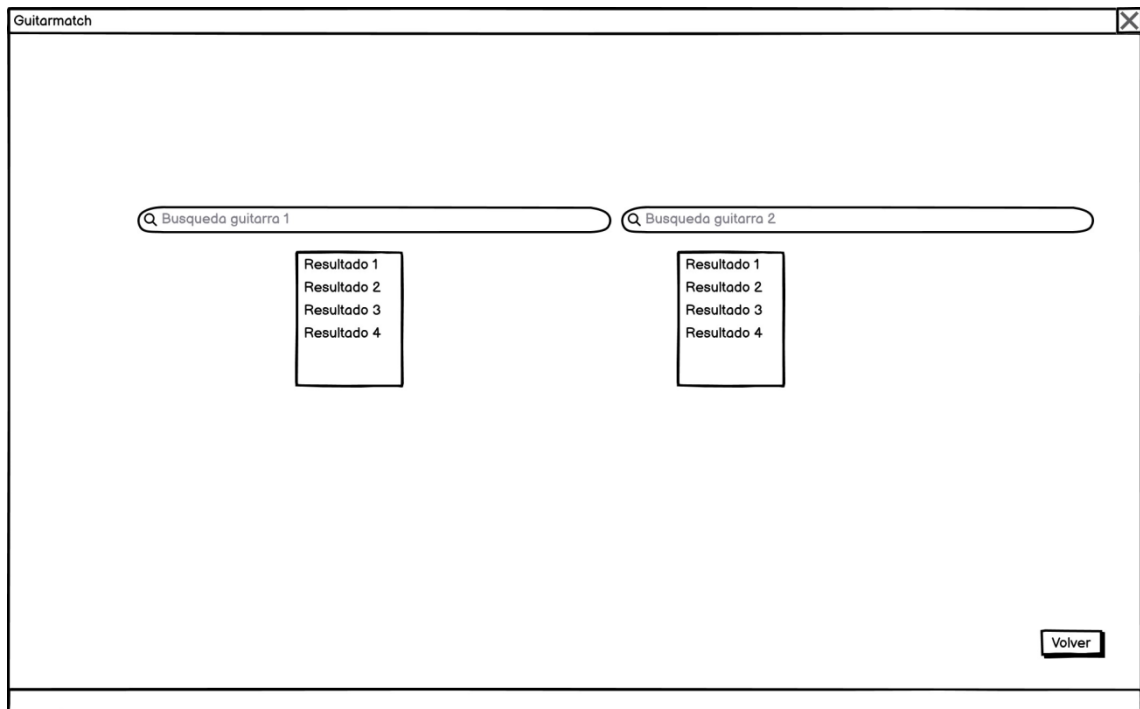 Guitarmatch
Busqueda guitarra 1
Busqueda guitarra 2
Resultado 1
Resultado 2
Resultado 3
Resultado 4
Resultado 1
Resultado 2
Resultado 3
Resultado 4
Volver